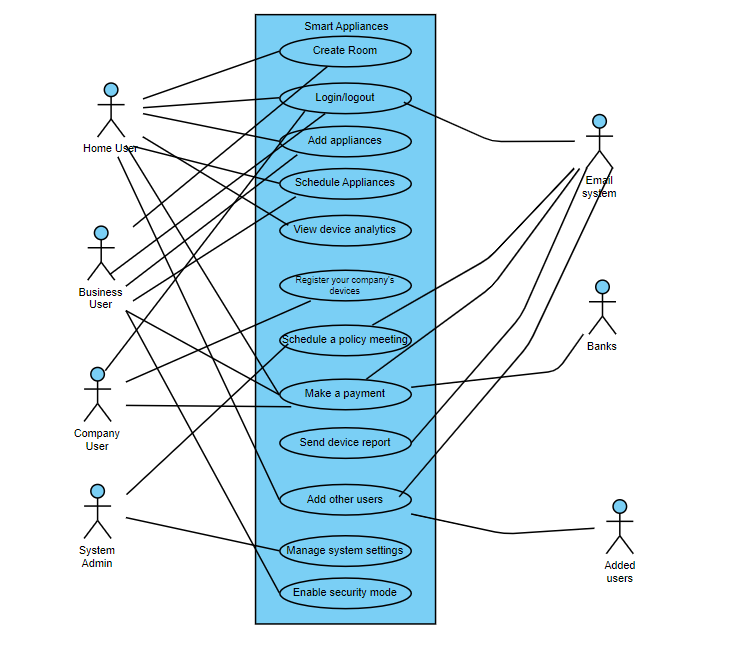 Smart Appliances
Create Room
Login/logout
Add appliances
Schedule Appliances
View device analytics
Register your company's
devices
Schedule a policy meeting
Make a payment
Send device report
Add other users
Manage system settings
Enable security mode
Home User
Business
User
Company
User
System
Admin
Email
system
Banks
Added
users